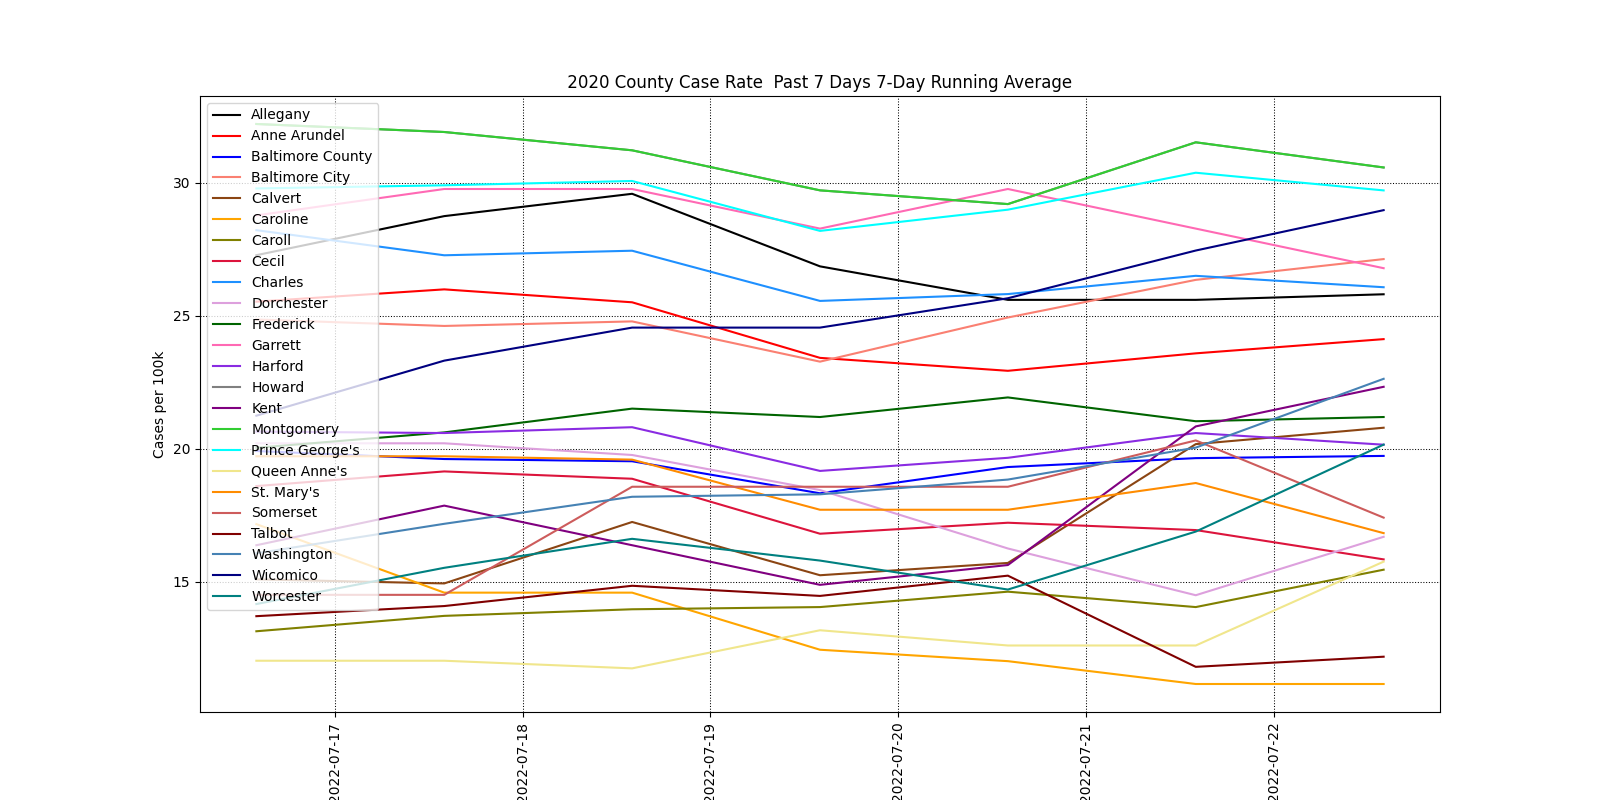 2020 County Case Rate  Past 7 Days 7-Day Running Average
Cases per 100k
30
25
20
15
Allegany
Anne Arundel
Baltimore County
Baltimore City
Calvert
Caroline
Caroll
Cecil
Charles
Dorchester
Frederick
Garrett
Harford
Howard
Kent
Montgomery
Prince George's
Queen Anne's
St. Mary's
Somerset
Talbot
Washington
Wicomico
Worcester
2022-07-17
2022-07-18
2022-07-19
2022-07-20
2022-07-21
2022-07-22